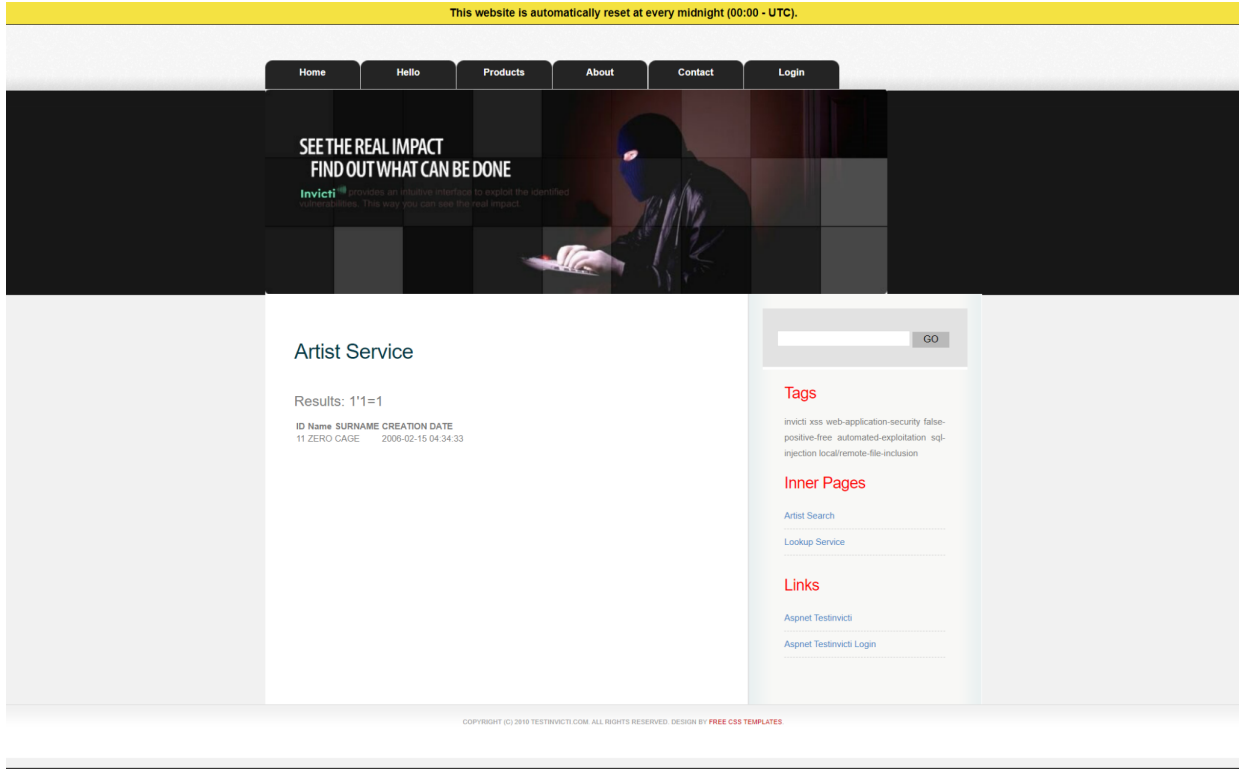 This website is automatically reset at every midnight (00:00 - UTC).
Home Hello Products About Contact Login
SEE THE REAL IMPACT
FIND OUT WHAT CAN BE DONE
Invicti provides an intuitive interface to exploit the identified
vulnerabilities. This way you can see the real impact
GO
Artist Service
Results: 1'1=1
ID Name SURNAME CREATION DATE
11 ZERO CAGE 2006-02-15 04:34:33
Tags
invicti xss web-application-security false-
positive-free automated-exploitation sql-
injection local/remote-file-inclusion
Inner Pages
Artist Search
Lookup Service
Links
Aspnet Testinvicti
Aspnet Testinvicti Login
COPYRIGHT (C) 2010 TESTINVICTI.COM. ALL RIGHTS RESERVED. DESIGN BY FREE CSS TEMPLATES